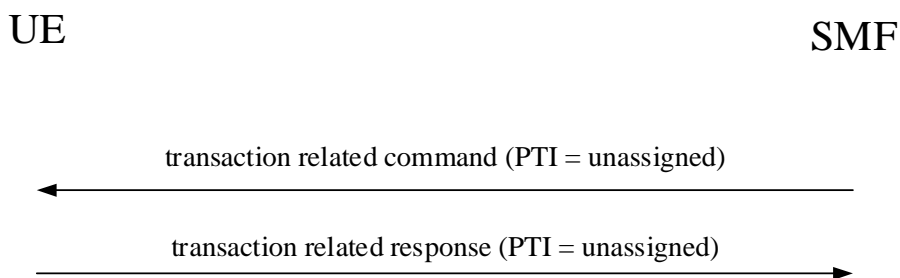 UE
SMF
transaction related command (PTI = unassigned)
transaction related response (PTI = unassigned)